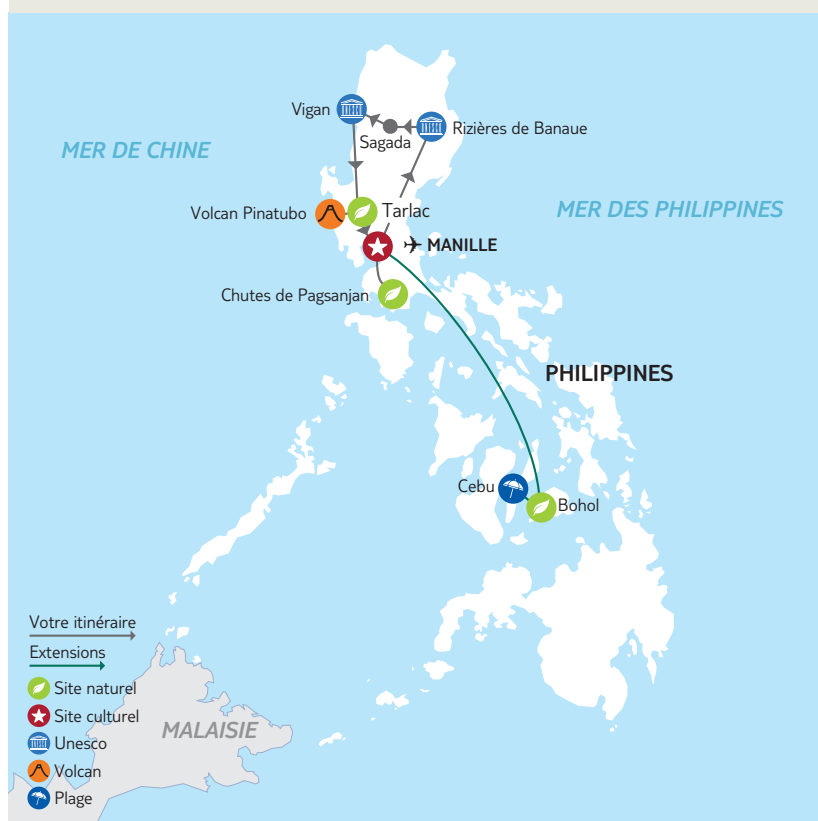 Vigan
Sagada
Rizières de Banaue
MER DE CHINE
Volcan Pinatubo
Tarlac
MER DES PHILIPPINES
MANILLE
Chutes de Pagsanjan
PHILIPPINES
Cebu
Bohol
Votre itinéraire
Extensions
Site naturel
Site culturel
Unesco
Volcan
Plage
MALAISIE